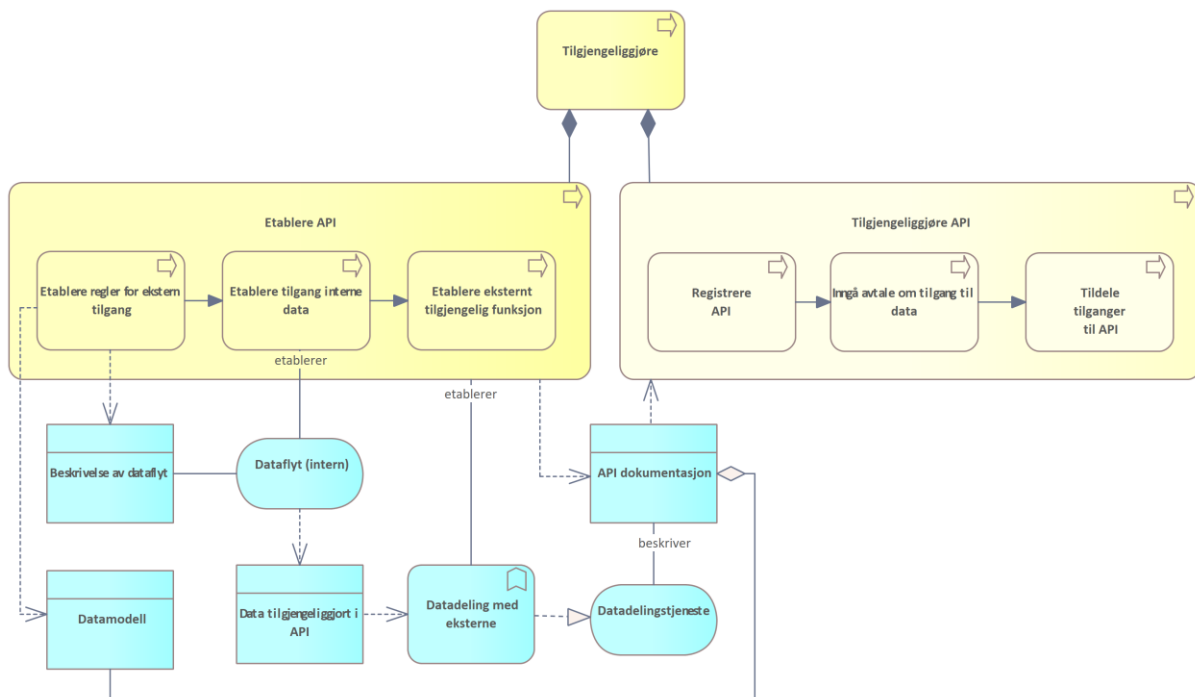 Tilgjengeliggjøre
Etablere API
Tilgjengeliggjøre API
Etablere regler for ekstern
tilgang
Etablere tilgang interne
data
Etablere eksternt
tilgjengelig funksjon
Registrere
API
Inngå avtale om tilgang til
data
Tildele
tilganger
til API
etablerer
etablerer
Beskrivelse av dataflyt
Dataflyt (intern)
API dokumentasjon
beskriver
Datamodell
Data tilgjengeliggjort i
API
Datadeling med
eksterne
Datadelingstjeneste